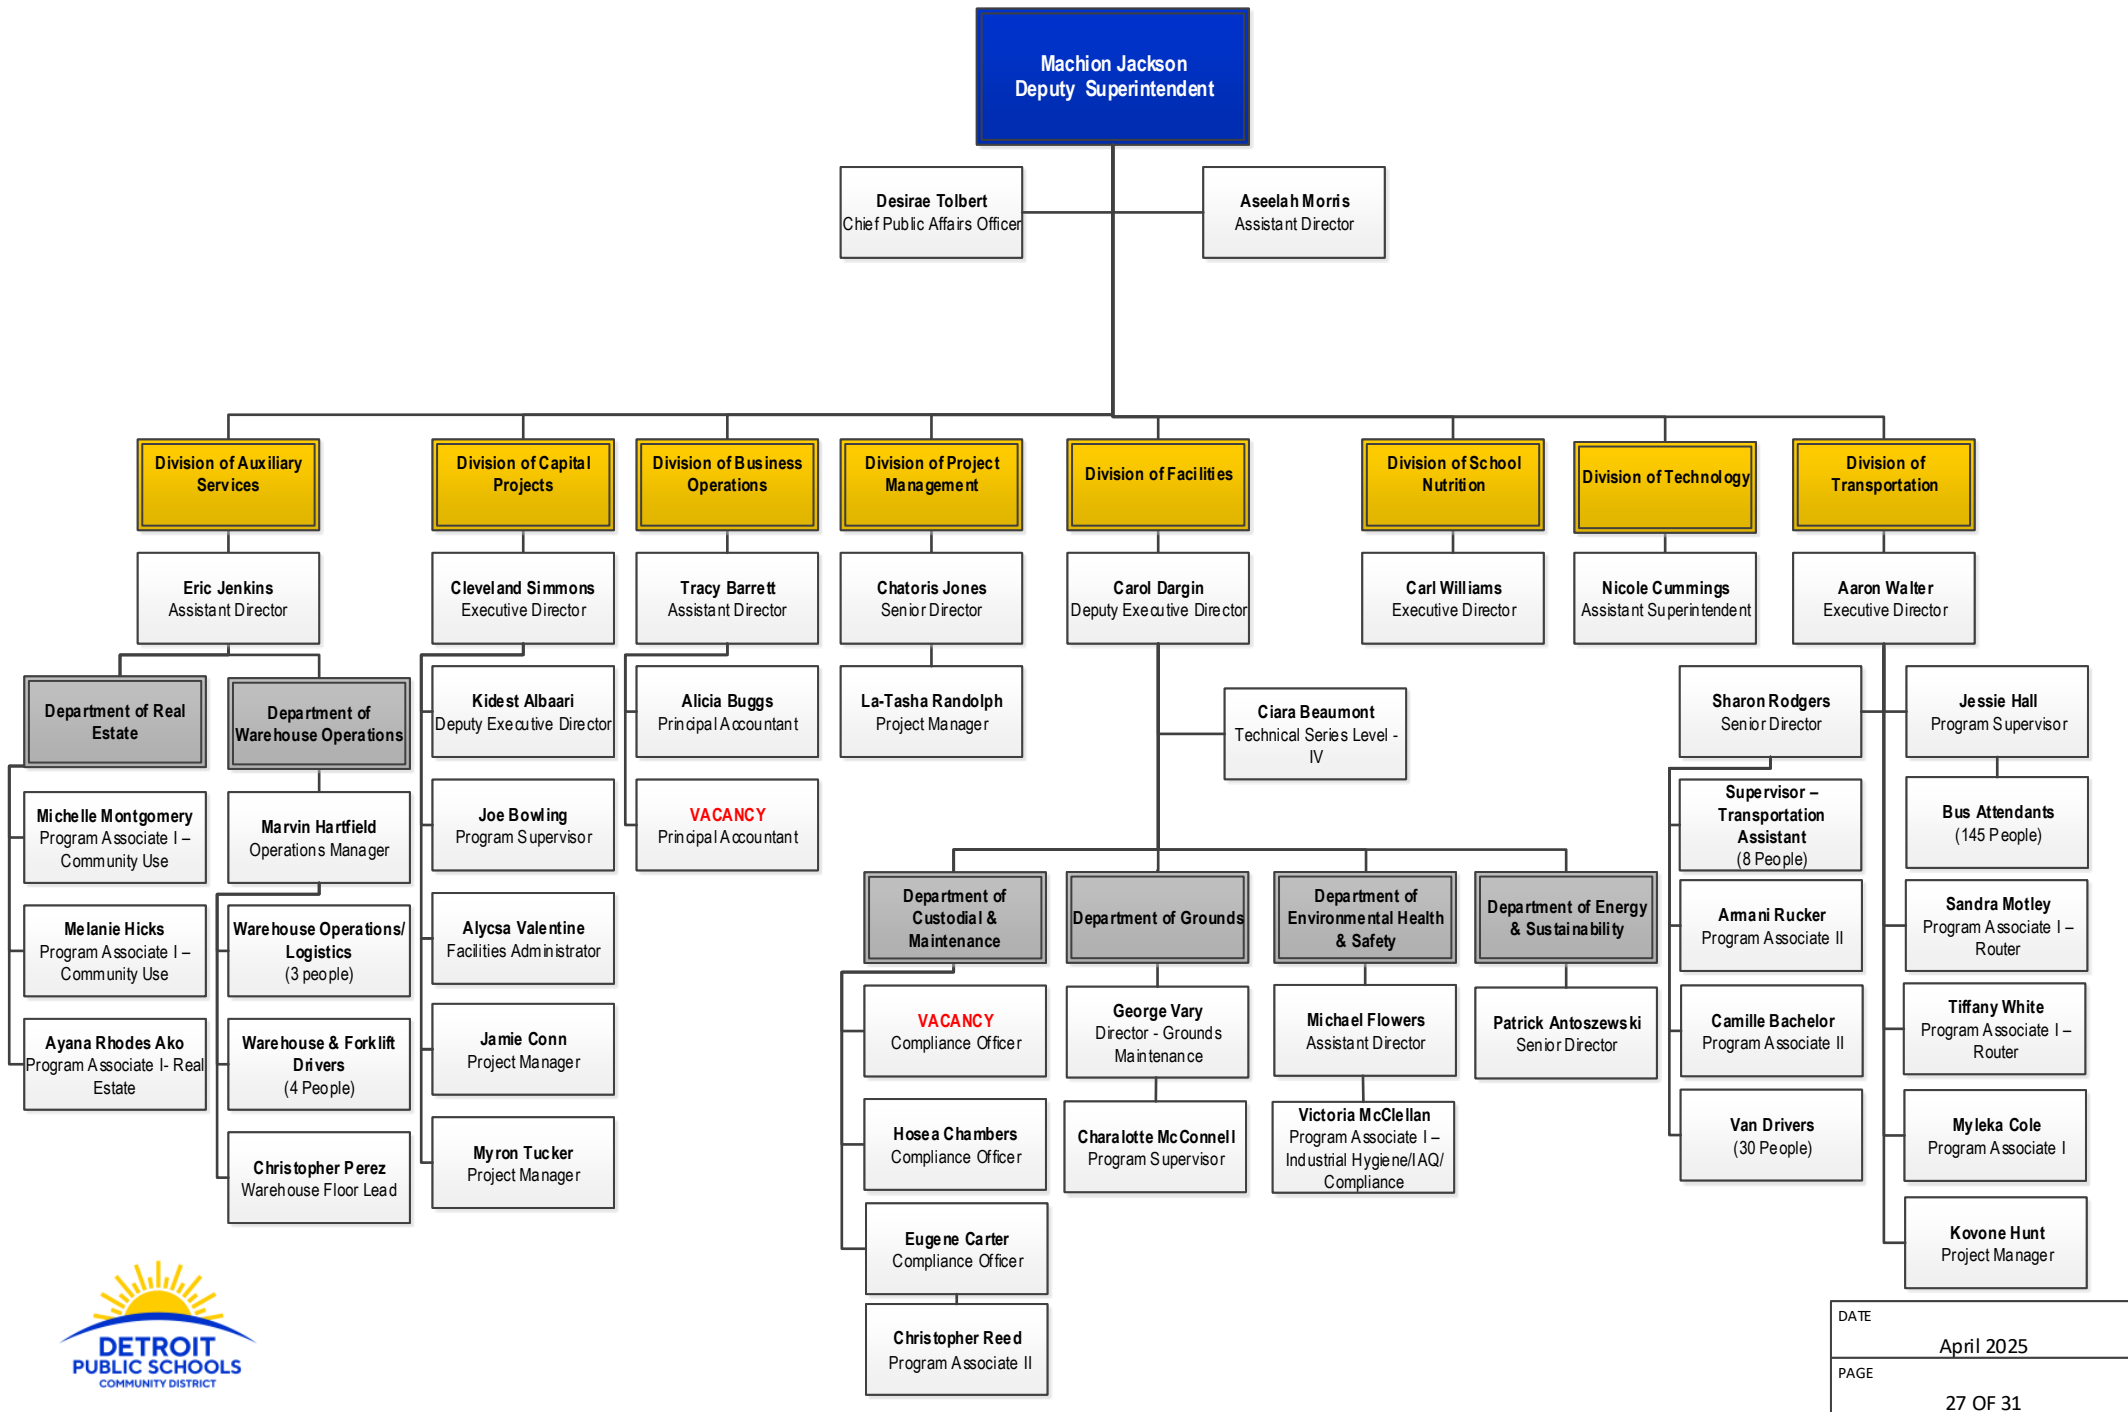 Machion Jackson
Deputy Superintendent
Desirae Tolbert
Chief Public Affairs Officer
Aseelah Morris
Assistant Director
Division of Auxiliary
Services
Division of Capital
Projects
Division of Business
Operations
Division of Project
Management
Division of Facilities
Division of School
Nutrition
Division of Technology
Division of
Transportation
Eric Jenkins
Assistant Director
Cleveland Simmons
Executive Director
Tracy Barrett
Assistant Director
Chatoris Jones
Senior Director
Carol Dargin
Deputy Executive Director
Carl Williams
Executive Director
Nicole Cummings
Assistant Superintendent
Aaron Walter
Executive Director
Department of Real
Estate
Department of
Warehouse Operations
Kidest Albaari
Deputy Executive Director
Alicia Buggs
Principal Accountant
La-Tasha Randolph
Project Manager
Ciara Beaumont
Technical Series Level -
IV
Sharon Rodgers
Senior Director
Jessie Hall
Program Supervisor
Michelle Montgomery
Program Associate I –
Community Use
Marvin Hartfield
Operations Manager
Joe Bowling
Program Supervisor
VACANCY
Principal Accountant
Supervisor –
Transportation
Assistant
(8 People)
Bus Attendants
(145 People)
Melanie Hicks
Program Associate I –
Community Use
Warehouse Operations/
Logistics
(3 people)
Alycsa Valentine
Facilities Administrator
Department of
Custodial &
Maintenance
Department of Grounds
Department of
Environmental Health
& Safety
Department of Energy
& Sustainability
Armani Rucker
Program Associate II
Sandra Motley
Program Associate I –
Router
Ayana Rhodes Ako
Program Associate I- Real
Estate
Warehouse & Forklift
Drivers
(4 People)
Jamie Conn
Project Manager
VACANCY
Compliance Officer
George Vary
Director - Grounds
Maintenance
Michael Flowers
Assistant Director
Patrick Antoszewski
Senior Director
Camille Bachelor
Program Associate II
Tiffany White
Program Associate I –
Router
Christopher Perez
Warehouse Floor Lead
Myron Tucker
Project Manager
Hosea Chambers
Compliance Officer
Charalotte McConnell
Program Supervisor
Victoria McClellan
Program Associate I –
Industrial Hygiene/IAQ/
Compliance
Van Drivers
(30 People)
Myleka Cole
Program Associate I
Eugene Carter
Compliance Officer
Kovone Hunt
Project Manager
Christopher Reed
Program Associate II
DETROIT
PUBLIC SCHOOLS
COMMUNITY DISTRICT
DATE
April 2025
PAGE
27 OF 31